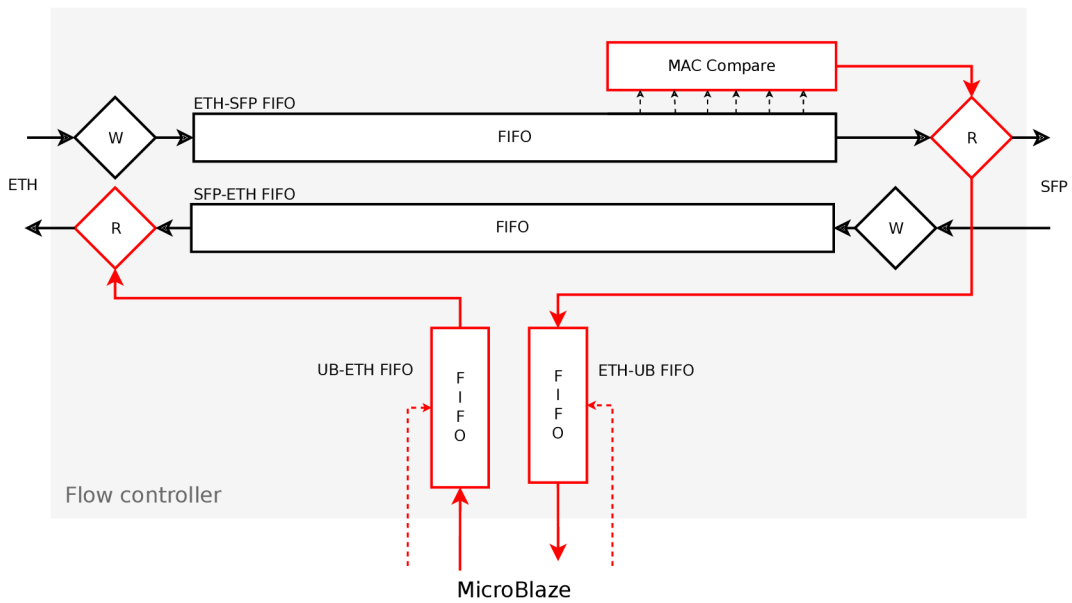 MAC Compare
ETH-SFP FIFO
W
FIFO
R
ETH
SFP
SFP-ETH FIFO
R
FIFO
W
UB-ETH FIFO
F
I
F
O
F
I
F
O
ETH-UB FIFO
Flow controller
MicroBlaze